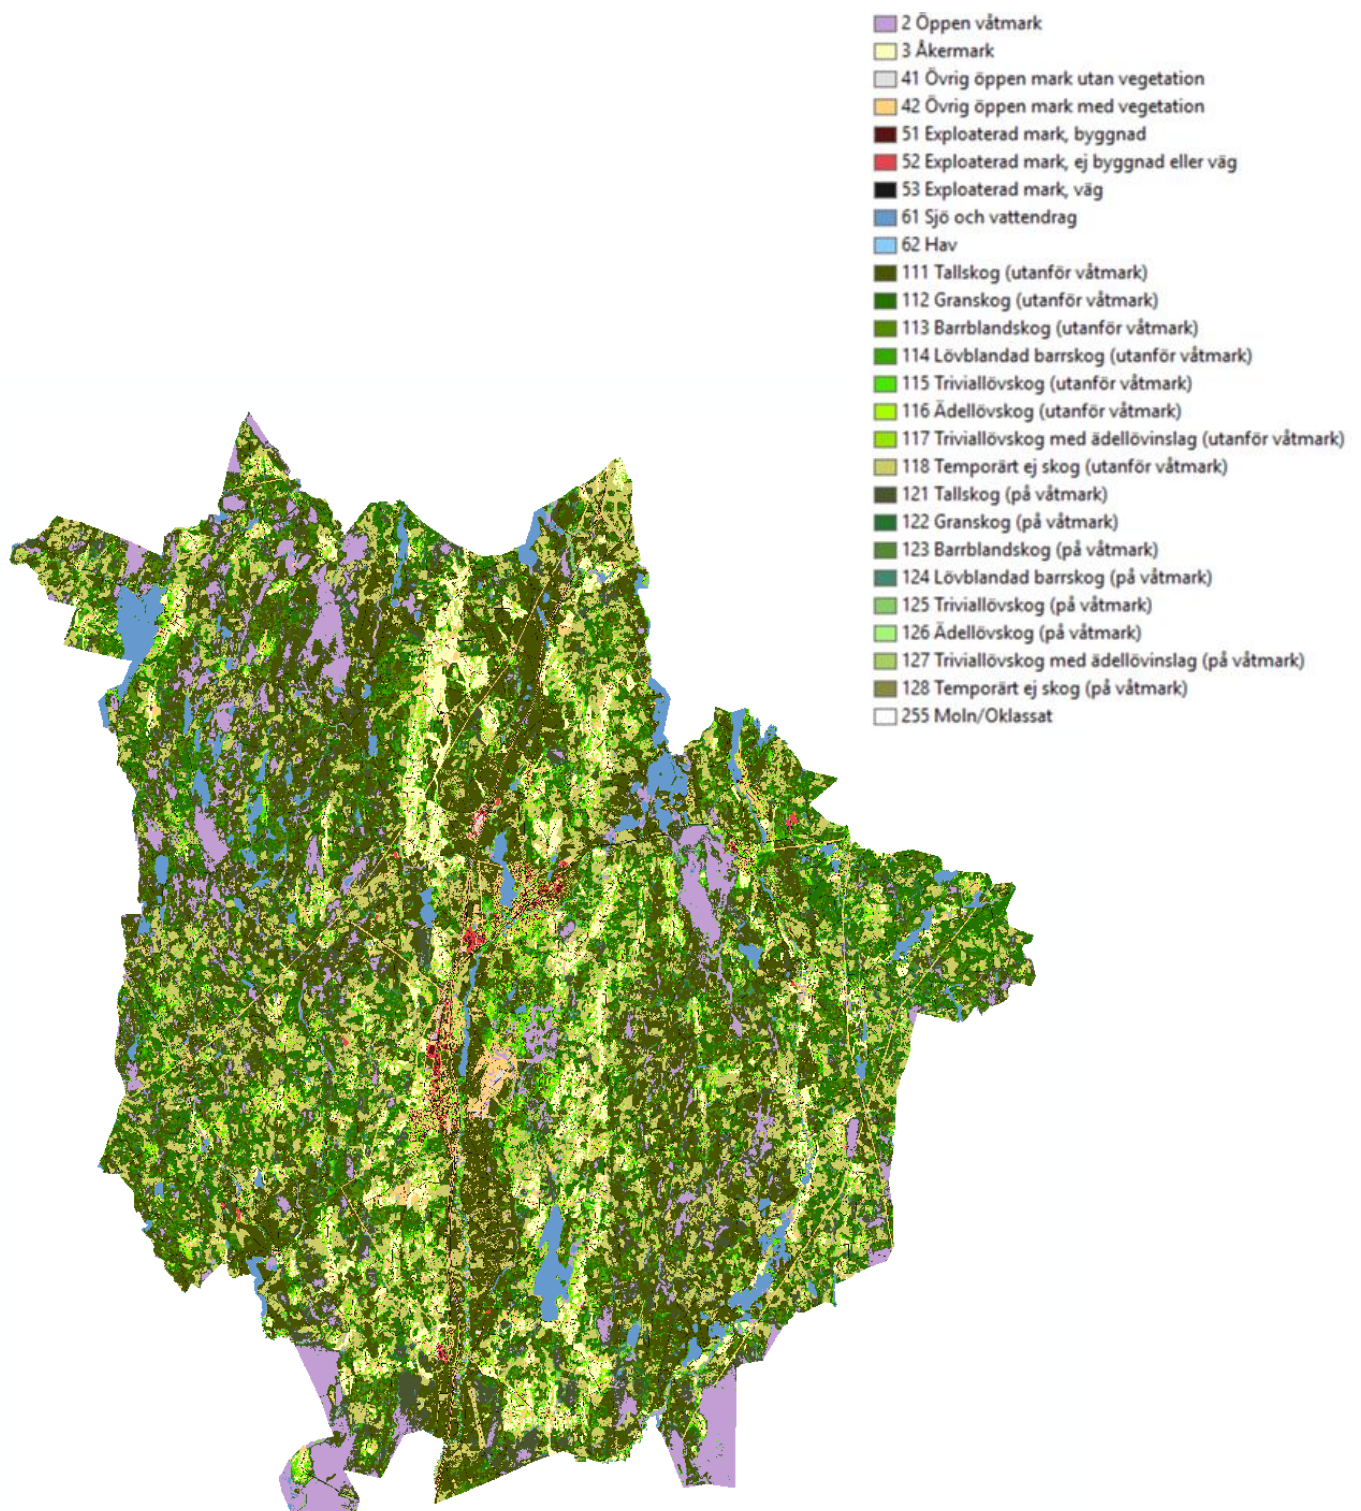 2 Öppen våtmark
3 Åkermark
41 Övrig öppen mark utan vegetation
42 Övrig öppen mark med vegetation
51 Exploaterad mark, byggnad
52 Exploaterad mark, ej byggnad eller väg
53 Exploaterad mark, väg
61 Sjö och vattendrag
62 Hav
111 Tallskog (utanför våtmark)
112 Granskog (utanför våtmark)
113 Barrblandskog (utanför våtmark)
114 Lövblandad barrskog (utanför våtmark)
115 Triviallövskog (utanför våtmark)
116 Ädellövskog (utanför våtmark)
117 Triviallövskog med ädellövinslag (utanför våtmark)
118 Temporärt ej skog (utanför våtmark)
121 Tallskog (på våtmark)
122 Granskog (på våtmark)
123 Barrblandskog (på våtmark)
124 Lövblandad barrskog (på våtmark)
125 Triviallövskog (på våtmark)
126 Ädellövskog (på våtmark)
127 Triviallövskog med ädellövinslag (på våtmark)
128 Temporärt ej skog (på våtmark)
255 Moln/Oklassat